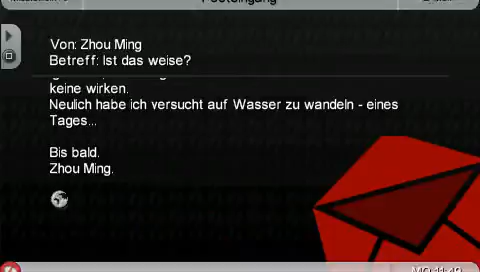 Von: Zhou Ming
Betreff: Ist das weise?
keine wirken.
Neulich habe ich versucht auf Wasser zu wandeln - eines
Tages...
Bis bald.
Zhou Ming.